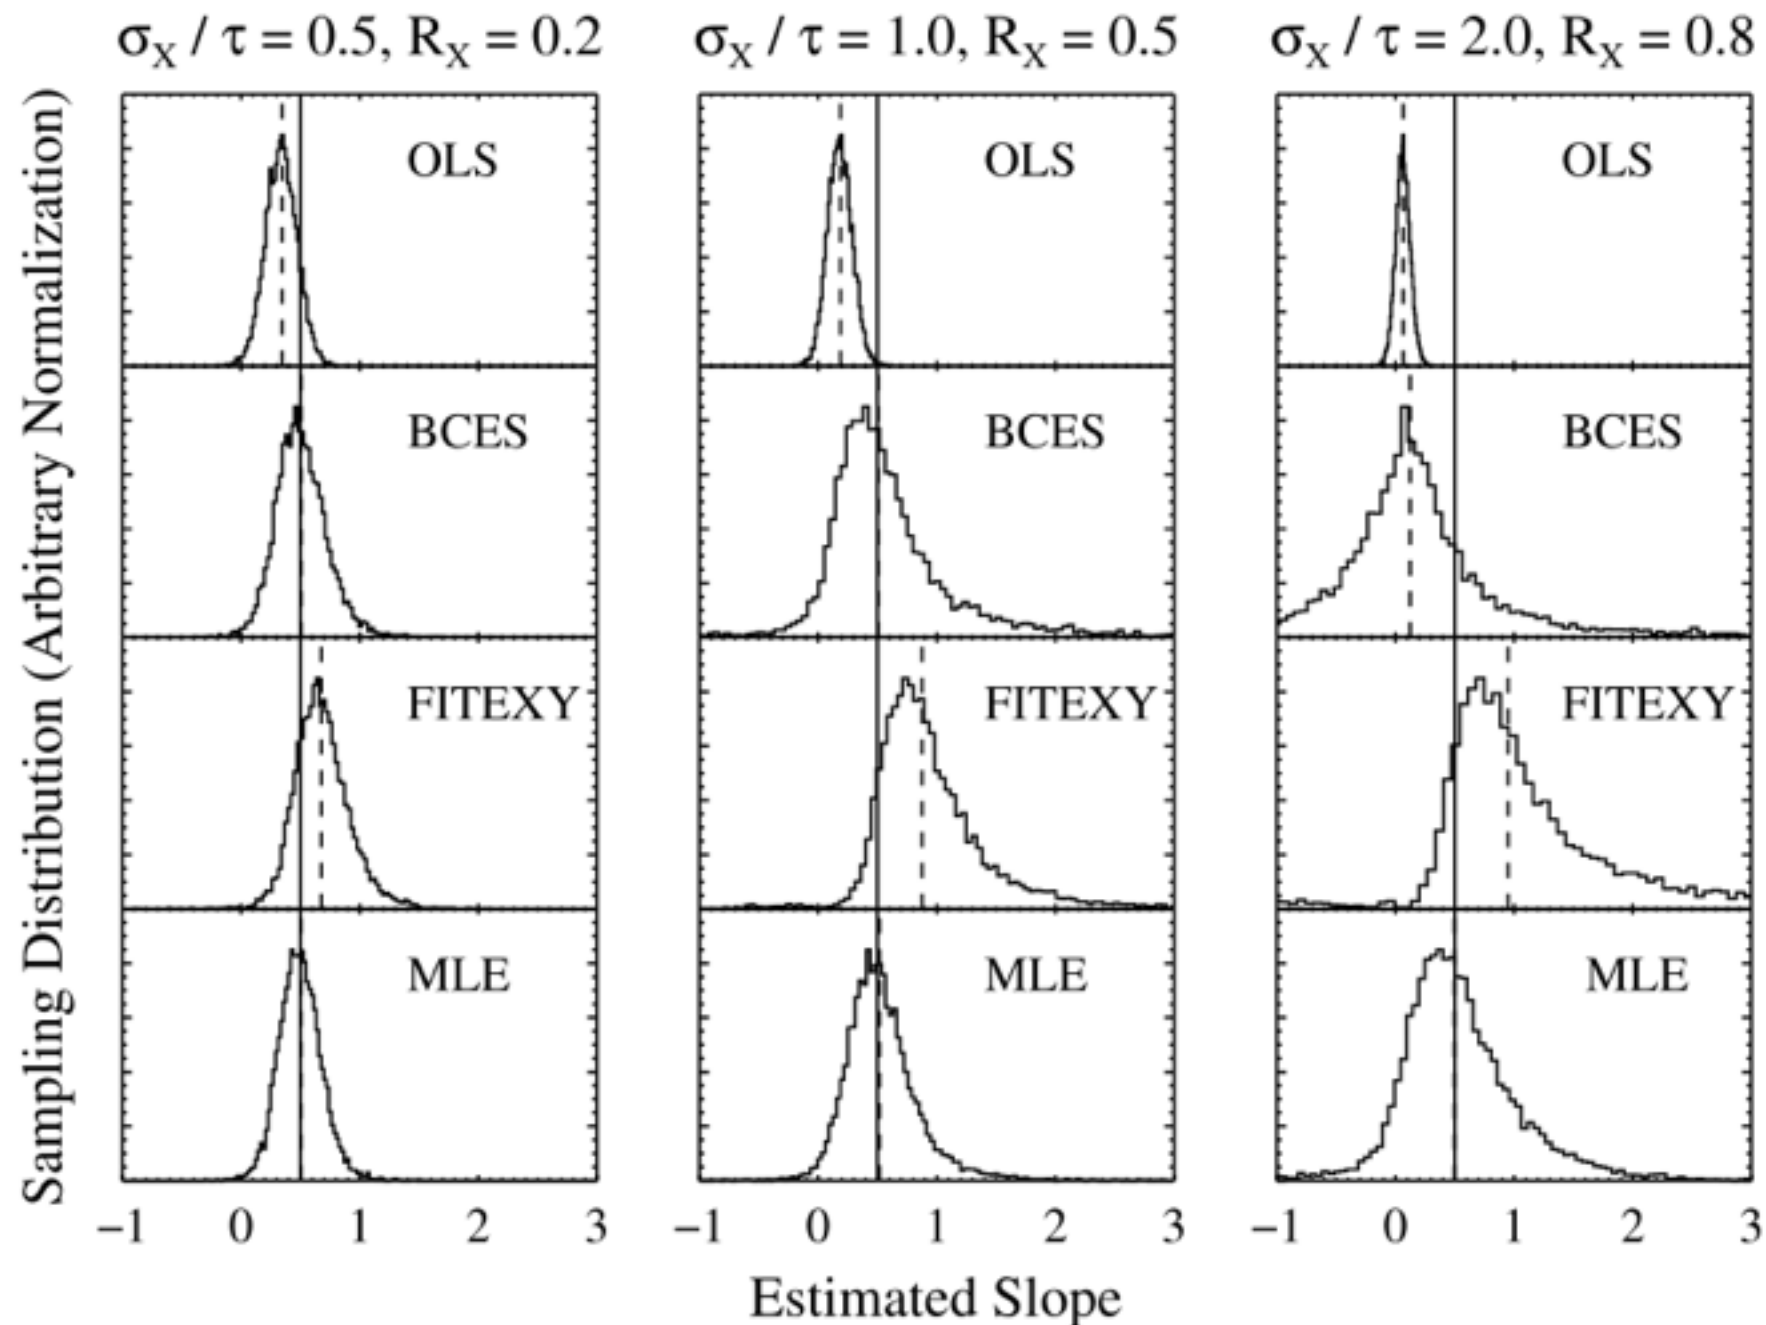 σX / τ = 0.5, RX = 0.2
σX / τ = 1.0, RX = 0.5
σX / τ = 2.0, RX = 0.8
Sampling Distribution (Arbitrary Normalization)
OLS
OLS
OLS
BCES
BCES
BCES
FITEXY
FITEXY
FITEXY
MLE
MLE
MLE
−1 0 1 2 3
−1 0 1 2 3
−1 0 1 2 3
Estimated Slope